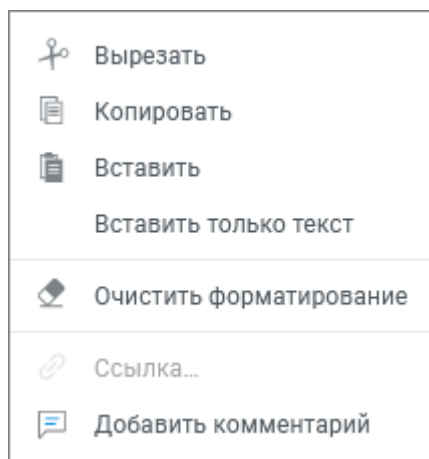 Вырезать
Копировать
Вставить
Вставить только текст
Очистить форматирование
Ссылка...
Добавить комментарий